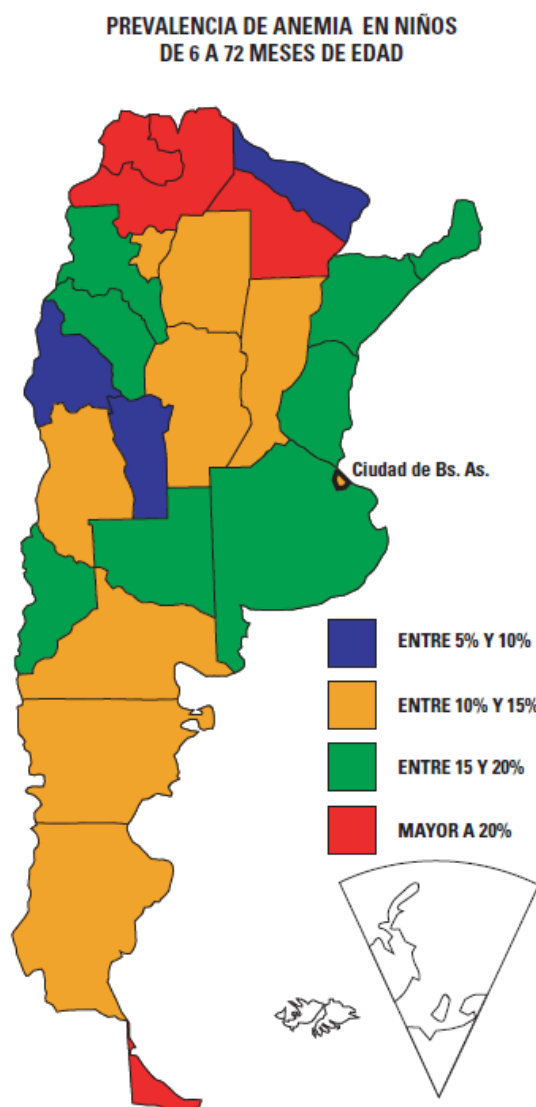 PREVALENCIA DE ANEMIA EN NIÑOS
DE 6 A 72 MESES DE EDAD
Ciudad de Bs. As.
ENTRE 5% Y 10%
ENTRE 10% Y 15%
ENTRE 15 Y 20%
MAYOR A 20%